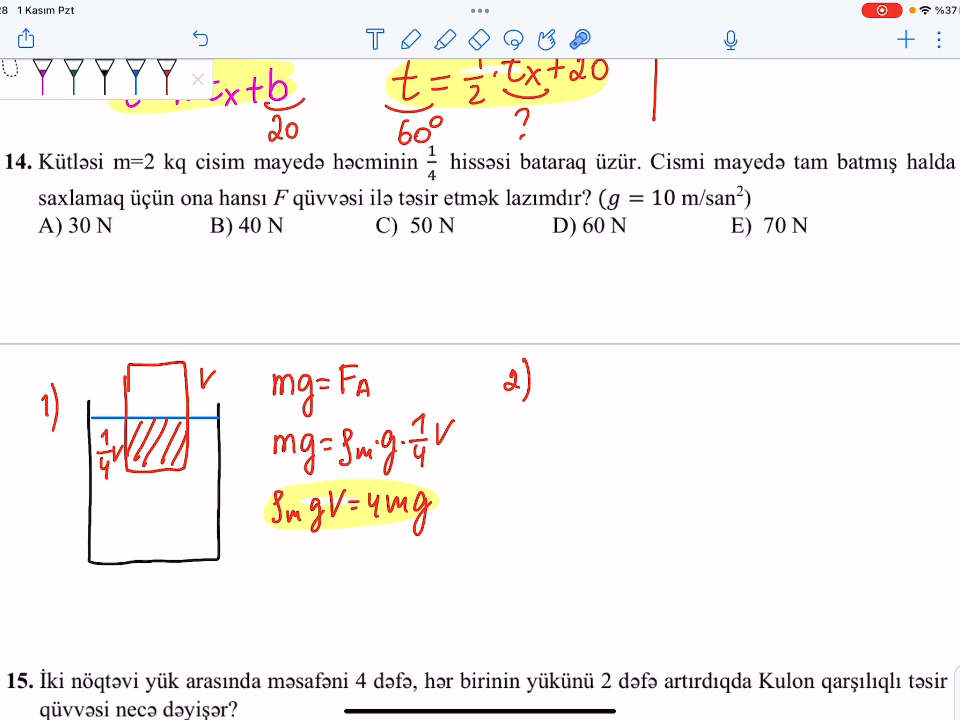 28 1 Kasım Pzt %37
x+b t = 1/2 · tx+20
20 60° ?
14. Kütləsi m=2 kq cisim mayedə həcminin 1/4 hissəsi bataraq üzür. Cismi mayedə tam batmış halda
saxlamaq üçün ona hansı F qüvvəsi ilə təsir etmək lazımdır? (g = 10 m/san²)
A) 30 N B) 40 N C) 50 N D) 60 N E) 70 N
1) V 1/4 V
mg=FA
mg=ρm·g·1/4 V
ρm gV=4mg
2)
15. İki nöqtəvi yük arasında məsafəni 4 dəfə, hər birinin yükünü 2 dəfə artırdıqda Kulon qarşılıqlı təsir
qüvvəsi necə dəyişər?